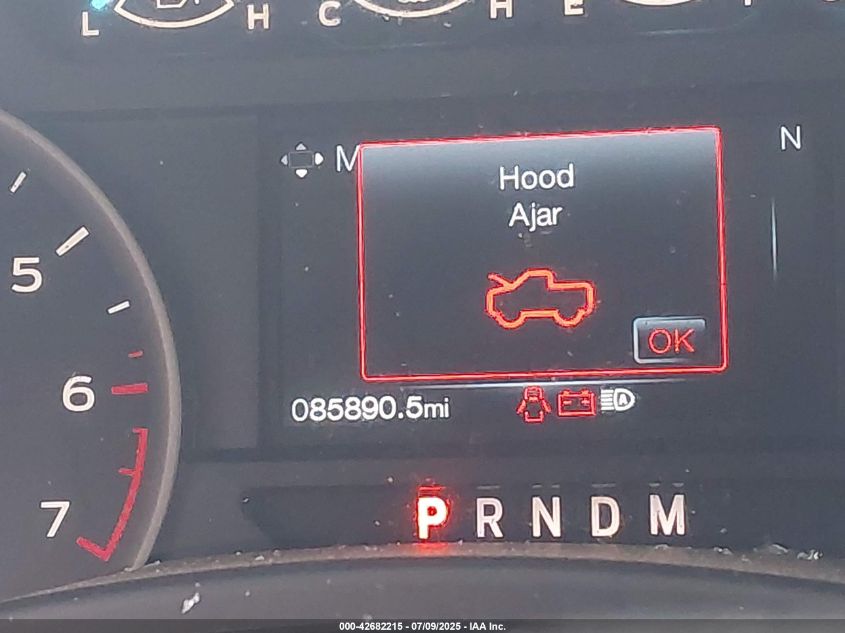 L H C H E
M
N
Hood
Ajar
5
OK
6
085890.5mi
A
7
P R N D M
000-42682215 - 07/09/2025 - IAA Inc.